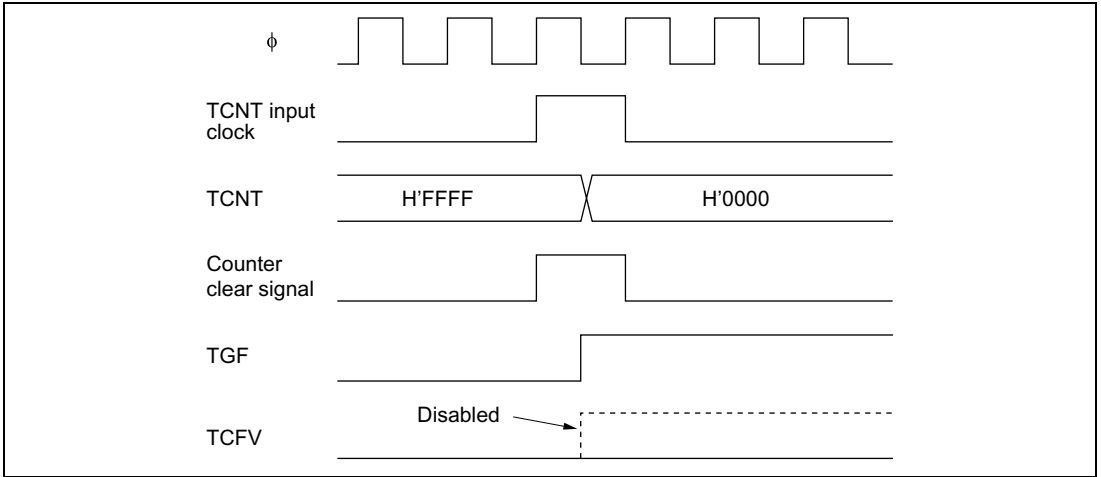 ϕ
TCNT input
clock
TCNT
H'FFFF
H'0000
Counter
clear signal
TGF
Disabled
TCFV